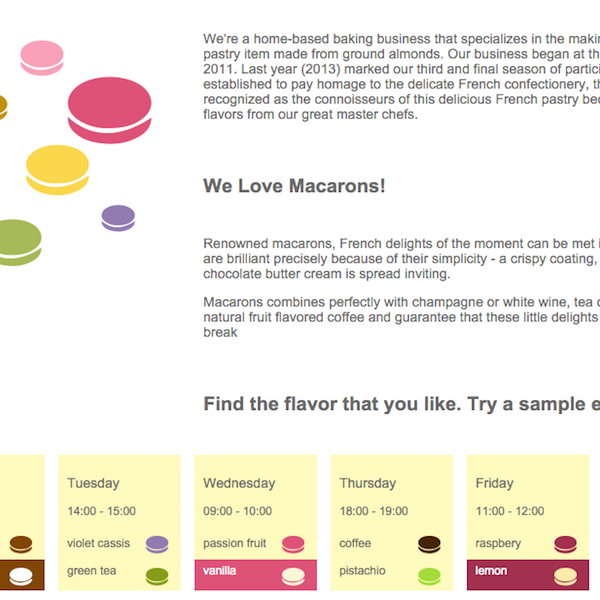 We're a home-based baking business that specializes in the
pastry item made from ground almonds. Our business began at
2011. Last year (2013) marked our third and final season of
established to pay homage to the delicate French confectionery,
recognized as the connoisseurs of this delicious French pastry
flavors from our great master chefs.
We Love Macarons!
Renowned macarons, French delights of the moment can be met
are brilliant precisely because of their simplicity - a crispy coating,
chocolate butter cream is spread inviting.
Macarons combines perfectly with champagne or white wine, tea
natural fruit flavored coffee and guarantee that these little delights
break
Find the flavor that you like. Try a sample
Tuesday
14:00 - 15:00
violet cassis
green tea
Wednesday
09:00 - 10:00
passion fruit
vanilla
Thursday
18:00 - 19:00
coffee
pistachio
Friday
11:00 - 12:00
raspbery
lemon